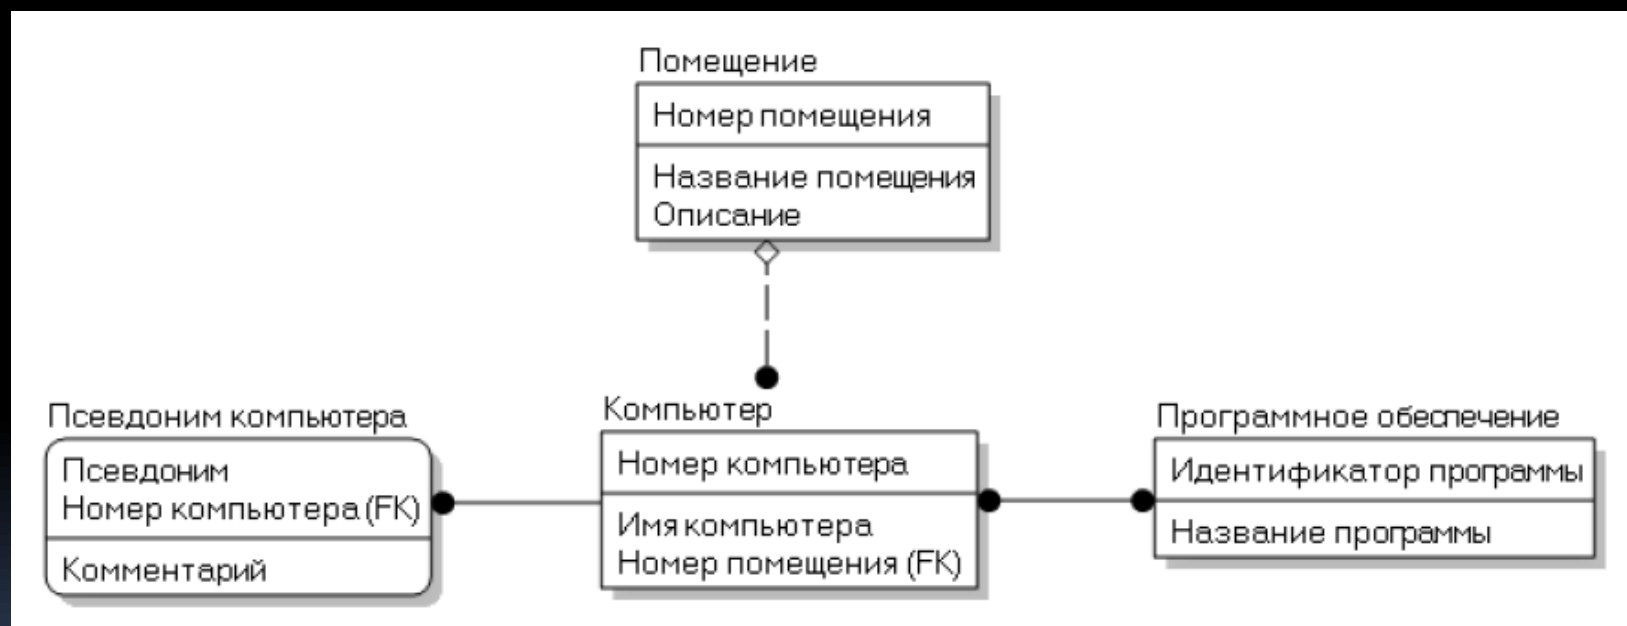 Помещение
Номер помещения
Название помещения
Описание
Псевдоним компьютера
Псевдоним
Номер компьютера (FK)
Комментарий
Компьютер
Номер компьютера
Имя компьютера
Номер помещения (FK)
Программное обеспечение
Идентификатор программы
Название программы